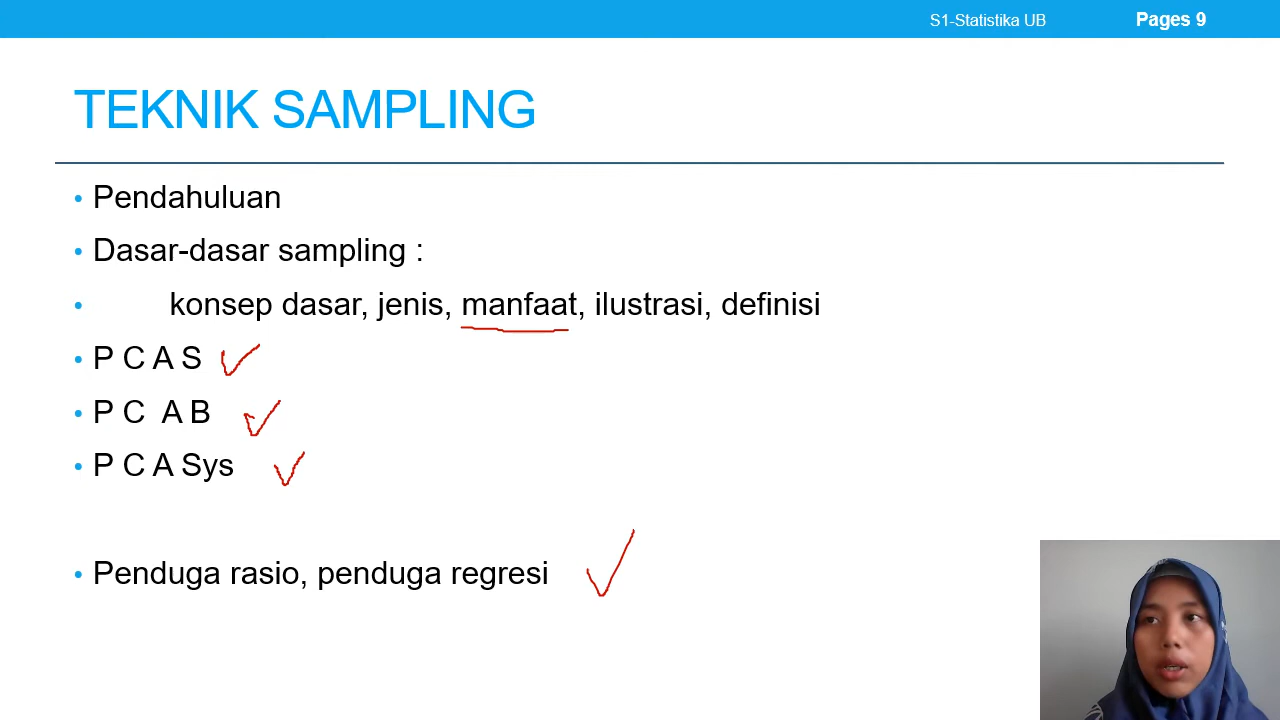 S1-Statistika UB Pages 9
TEKNIK SAMPLING
• Pendahuluan
• Dasar-dasar sampling :
• konsep dasar, jenis, manfaat, ilustrasi, definisi
• P C A S
• P C A B
• P C A Sys
• Penduga rasio, penduga regresi